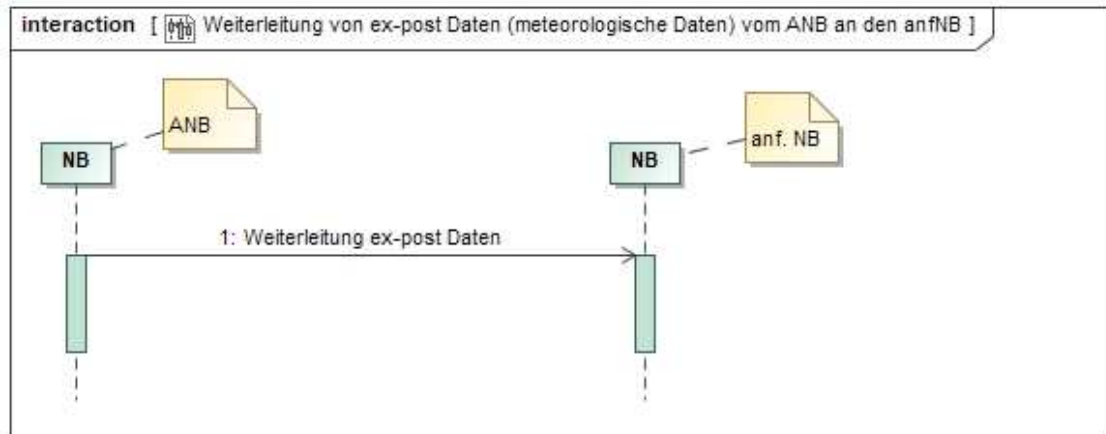 interaction [ Weiterleitung von ex-post Daten (meteorologische Daten) vom ANB an den anfNB ]
ANB
anf. NB
NB
NB
1: Weiterleitung ex-post Daten